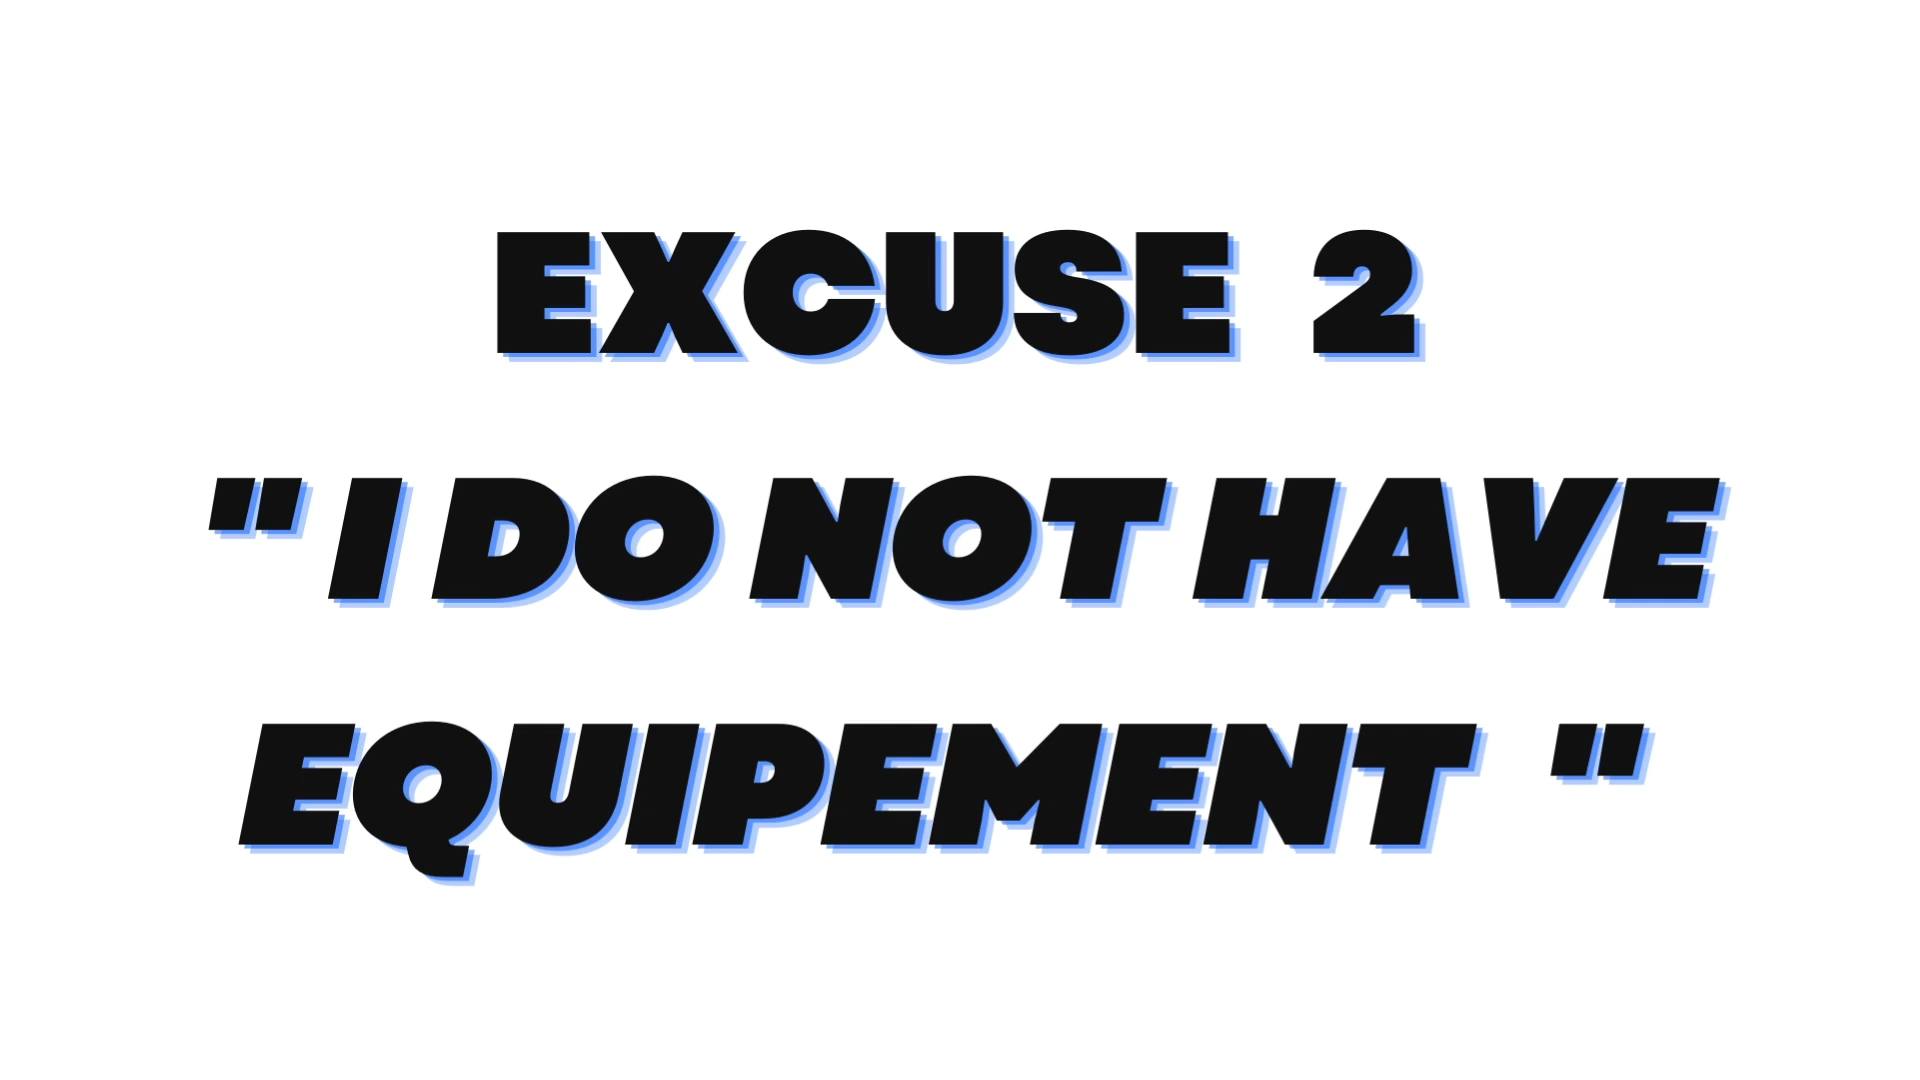 EXCUSE 2
" I DO NOT HAVE
EQUIPEMENT "